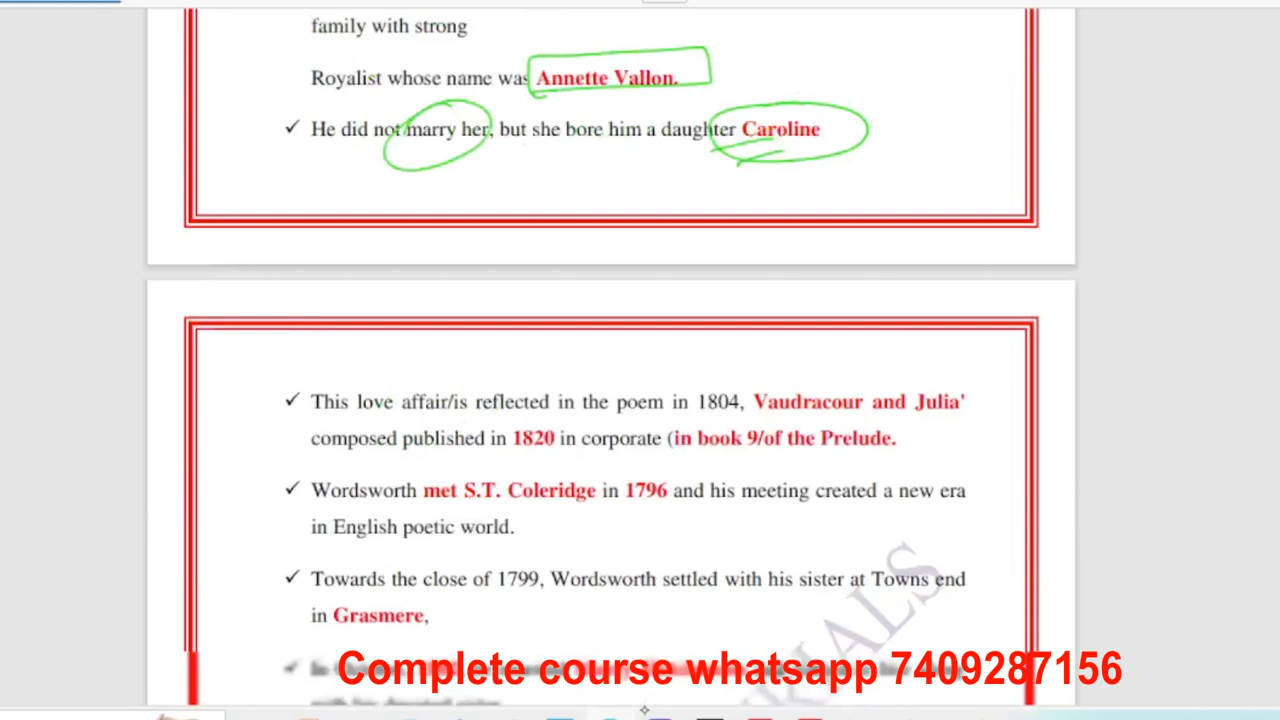 family with strong
Royalist whose name was Annette Vallon.
✓ He did not marry her, but she bore him a daughter Caroline
✓ This love affair/is reflected in the poem in 1804, Vaudracour and Julia'
composed published in 1820 in corporate (in book 9/of the Prelude.
✓ Wordsworth met S.T. Coleridge in 1796 and his meeting created a new era
in English poetic world.
✓ Towards the close of 1799, Wordsworth settled with his sister at Towns end
in Grasmere,
IALS
Complete course whatsapp 7409287156